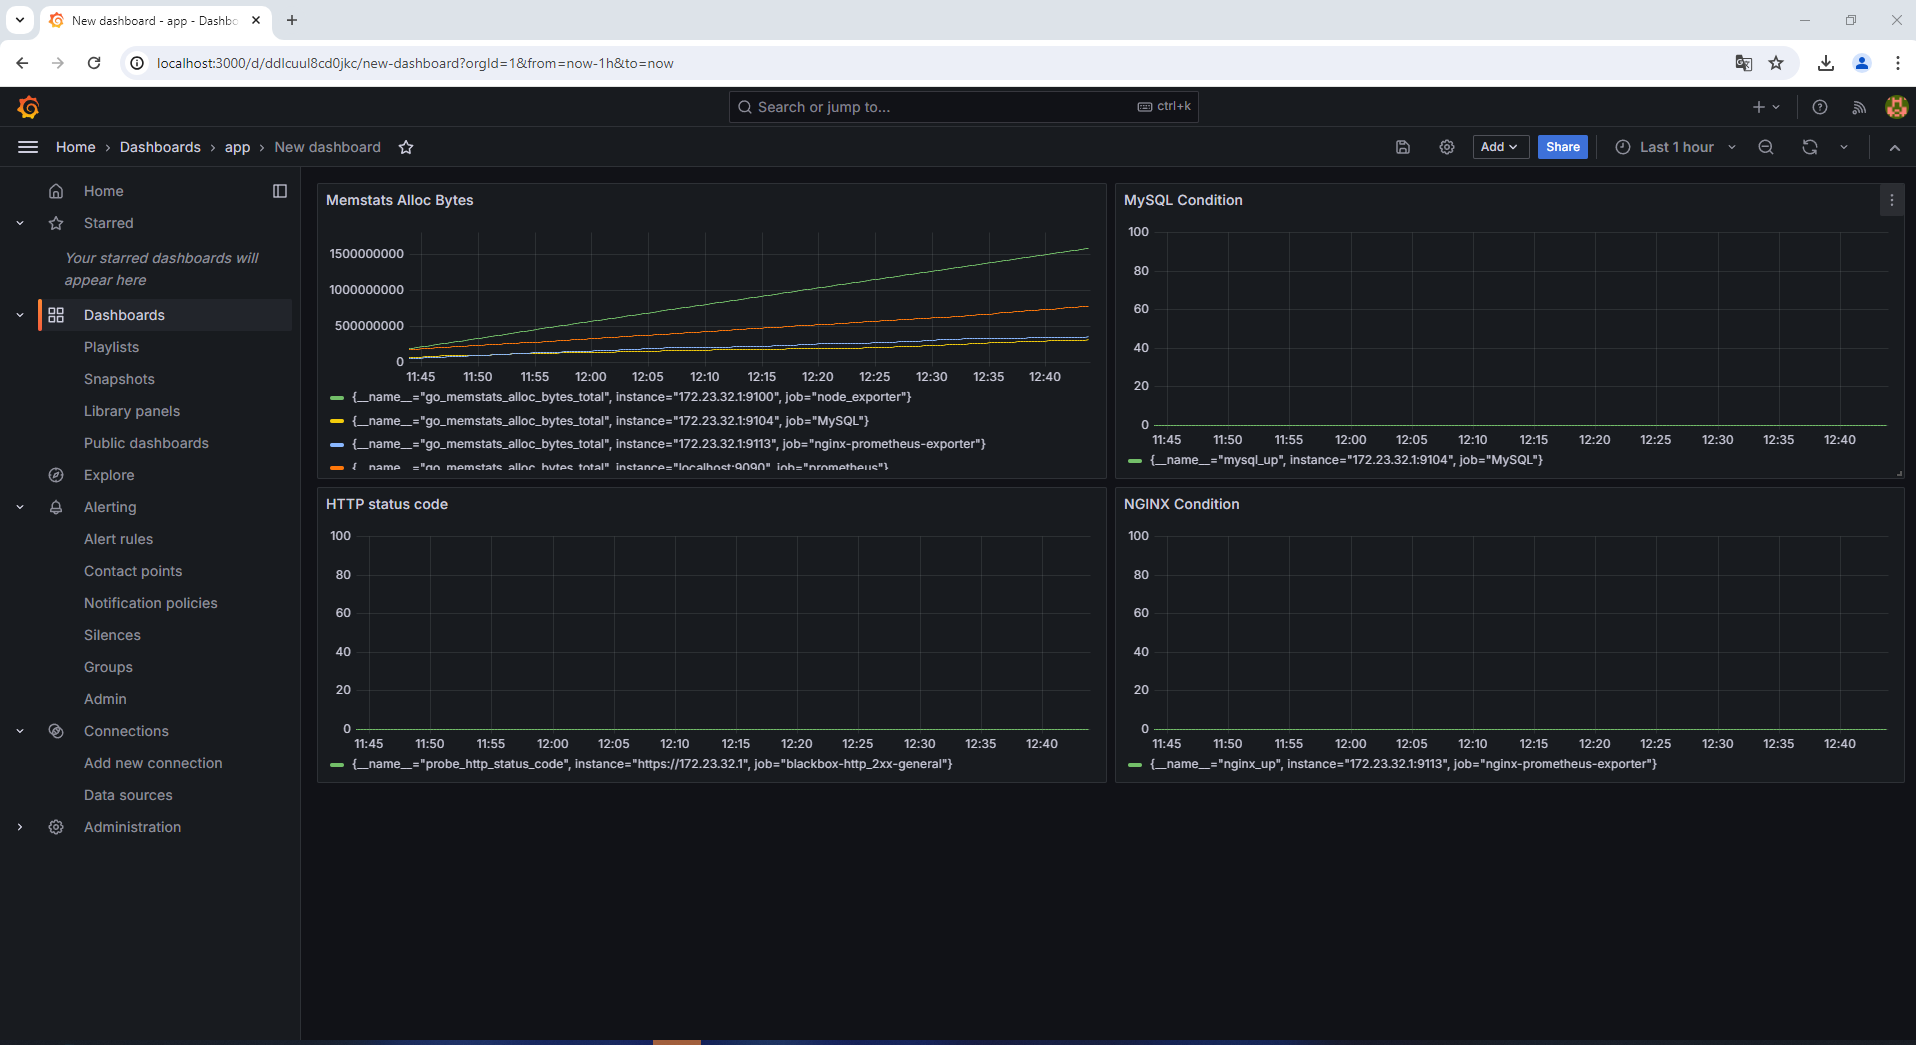 New dashboard - app - Dashbo
localhost:3000/d/ddlcuul8cd0jkc/new-dashboard?orgId=1&from=now-1h&to=now
Search or jump to...
ctrl+k
Home › Dashboards › app › New dashboard
Add
Share
Last 1 hour
Home
Starred
Your starred dashboards will
appear here
Dashboards
Playlists
Snapshots
Library panels
Public dashboards
Explore
Alerting
Alert rules
Contact points
Notification policies
Silences
Groups
Admin
Connections
Add new connection
Data sources
Administration
Memstats Alloc Bytes
1500000000
1000000000
500000000
0
11:45 11:50 11:55 12:00 12:05 12:10 12:15 12:20 12:25 12:30 12:35 12:40
{__name__="go_memstats_alloc_bytes_total", instance="172.23.32.1:9100", job="node_exporter"}
{__name__="go_memstats_alloc_bytes_total", instance="172.23.32.1:9104", job="MySQL"}
{__name__="go_memstats_alloc_bytes_total", instance="172.23.32.1:9113", job="nginx-prometheus-exporter"}
{__name__="go_memstats_alloc_bytes_total", instance="localhost:9090", job="prometheus"}
MySQL Condition
100
80
60
40
20
0
11:45 11:50 11:55 12:00 12:05 12:10 12:15 12:20 12:25 12:30 12:35 12:40
{__name__="mysql_up", instance="172.23.32.1:9104", job="MySQL"}
HTTP status code
100
80
60
40
20
0
11:45 11:50 11:55 12:00 12:05 12:10 12:15 12:20 12:25 12:30 12:35 12:40
{__name__="probe_http_status_code", instance="https://172.23.32.1", job="blackbox-http_2xx-general"}
NGINX Condition
100
80
60
40
20
0
11:45 11:50 11:55 12:00 12:05 12:10 12:15 12:20 12:25 12:30 12:35 12:40
{__name__="nginx_up", instance="172.23.32.1:9113", job="nginx-prometheus-exporter"}